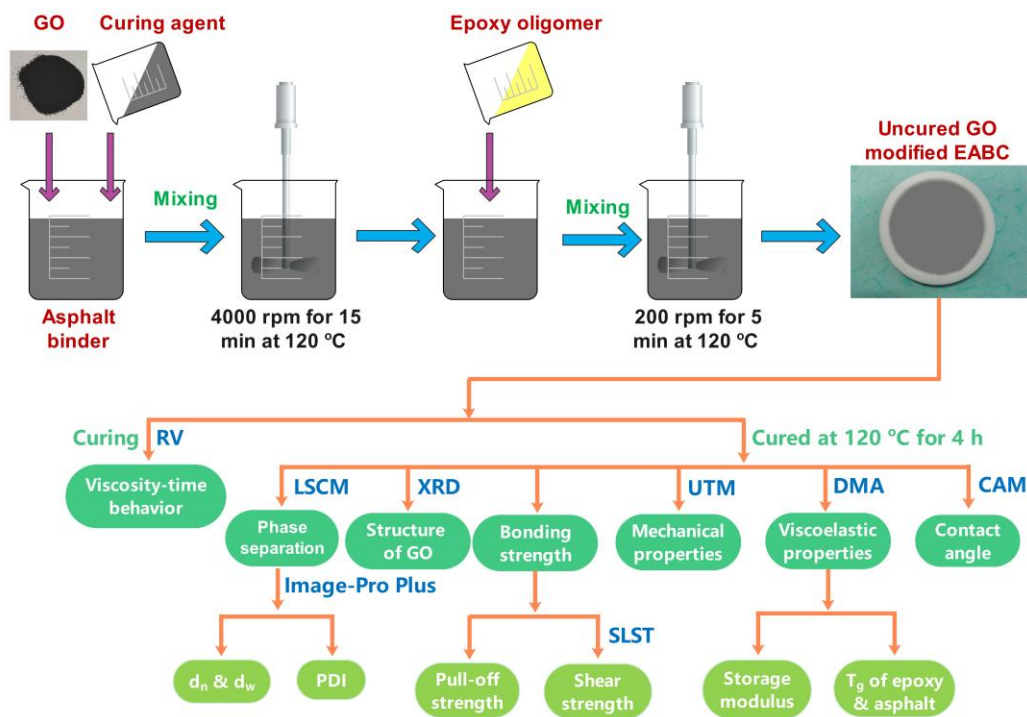 GO
Curing agent
Epoxy oligomer
Uncured GO
modified EABC
Mixing
Mixing
Asphalt
binder
4000 rpm for 15
min at 120 °C
200 rpm for 5
min at 120 °C
Curing
RV
Cured at 120 °C for 4 h
Viscosity-time
behavior
LSCM
XRD
UTM
DMA
CAM
Phase
separation
Structure
of GO
Bonding
strength
Mechanical
properties
Viscoelastic
properties
Contact
angle
Image-Pro Plus
SLST
dn & dw
PDI
Pull-off
strength
Shear
strength
Storage
modulus
Tg of epoxy
& asphalt